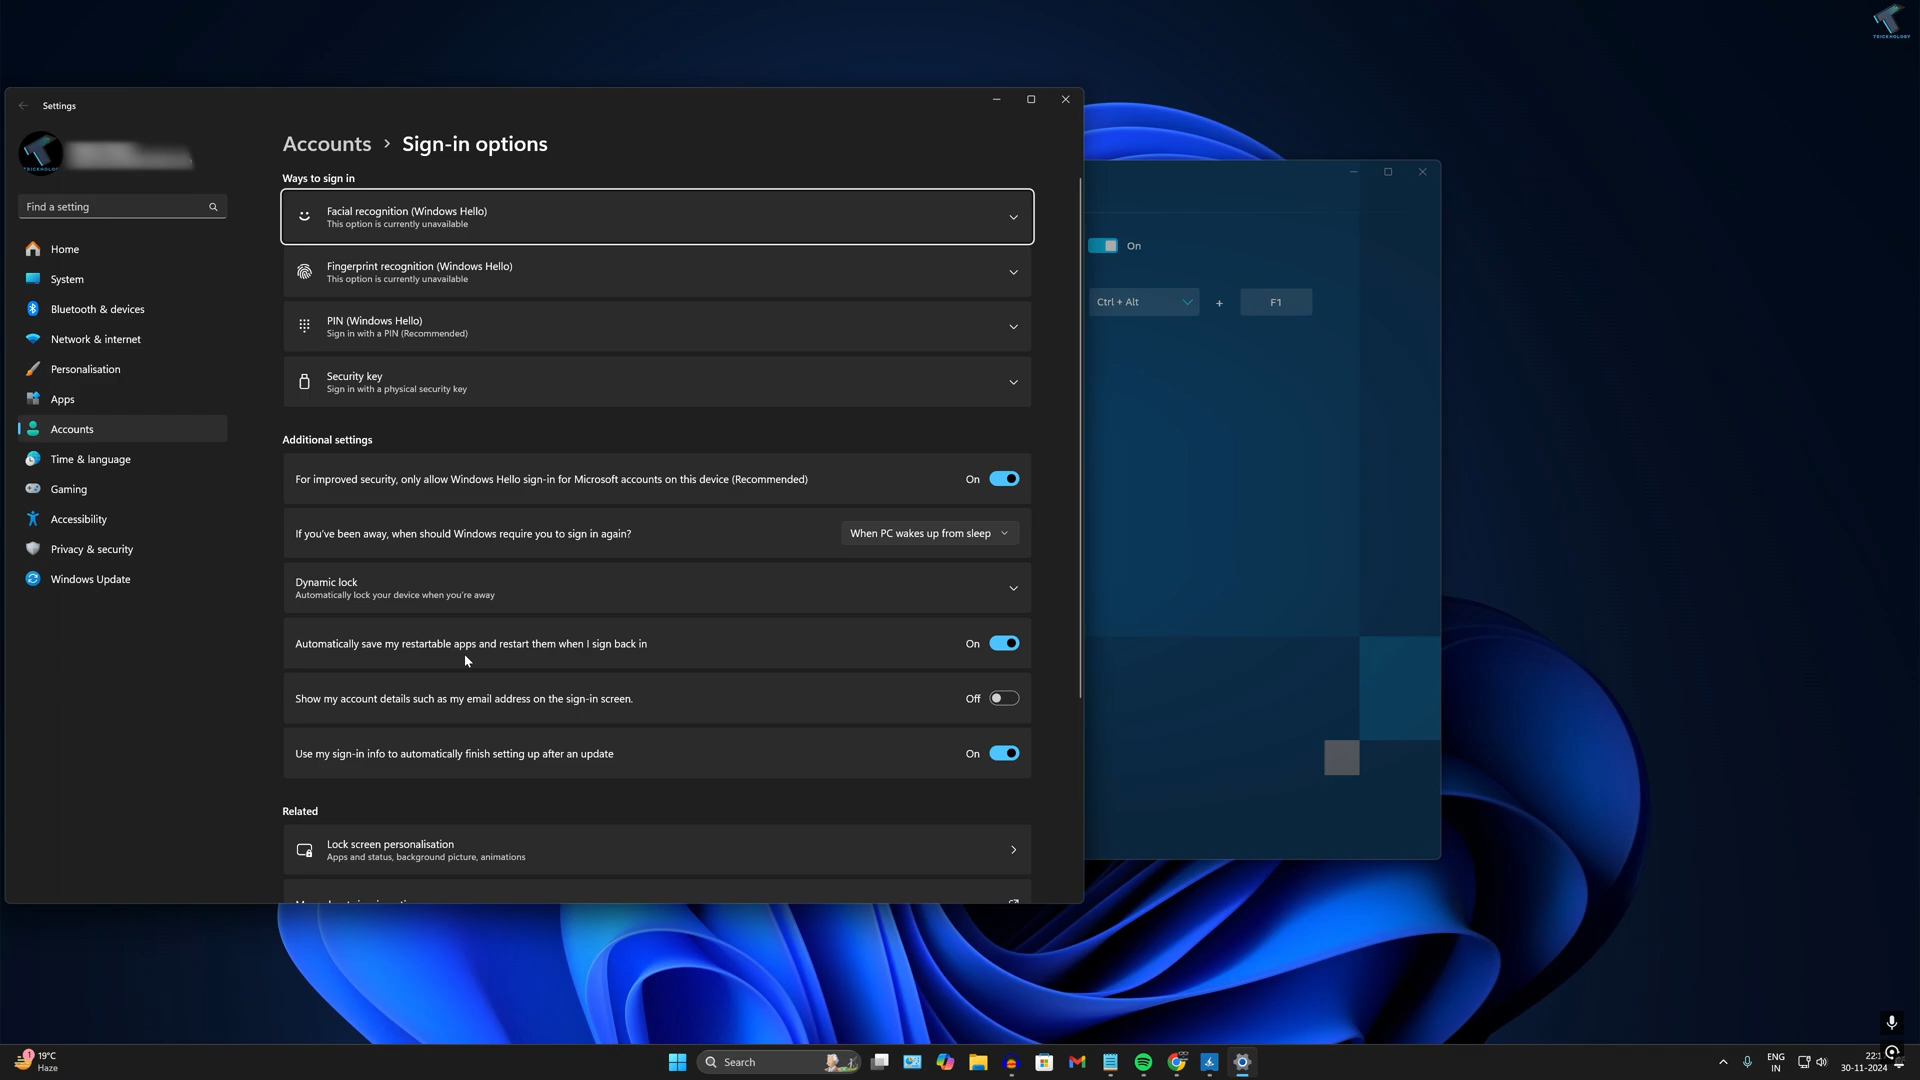 TRICKNOLOGY
Settings
Accounts > Sign-in options
Ways to sign in
Find a setting
Home
System
Bluetooth & devices
Network & internet
Personalisation
Apps
Accounts
Time & language
Gaming
Accessibility
Privacy & security
Windows Update
Facial recognition (Windows Hello)
This option is currently unavailable
Fingerprint recognition (Windows Hello)
This option is currently unavailable
PIN (Windows Hello)
Sign in with a PIN (Recommended)
Security key
Sign in with a physical security key
Additional settings
For improved security, only allow Windows Hello sign-in for Microsoft accounts on this device (Recommended) On
If you've been away, when should Windows require you to sign in again? When PC wakes up from sleep
Dynamic lock
Automatically lock your device when you're away
Automatically save my restartable apps and restart them when I sign back in On
Show my account details such as my email address on the sign-in screen. Off
Use my sign-in info to automatically finish setting up after an update On
Related
Lock screen personalisation
Apps and status, background picture, animations
On
Ctrl + Alt + F1
1
19°C
Haze
Search
ENG
IN
30-11-2024